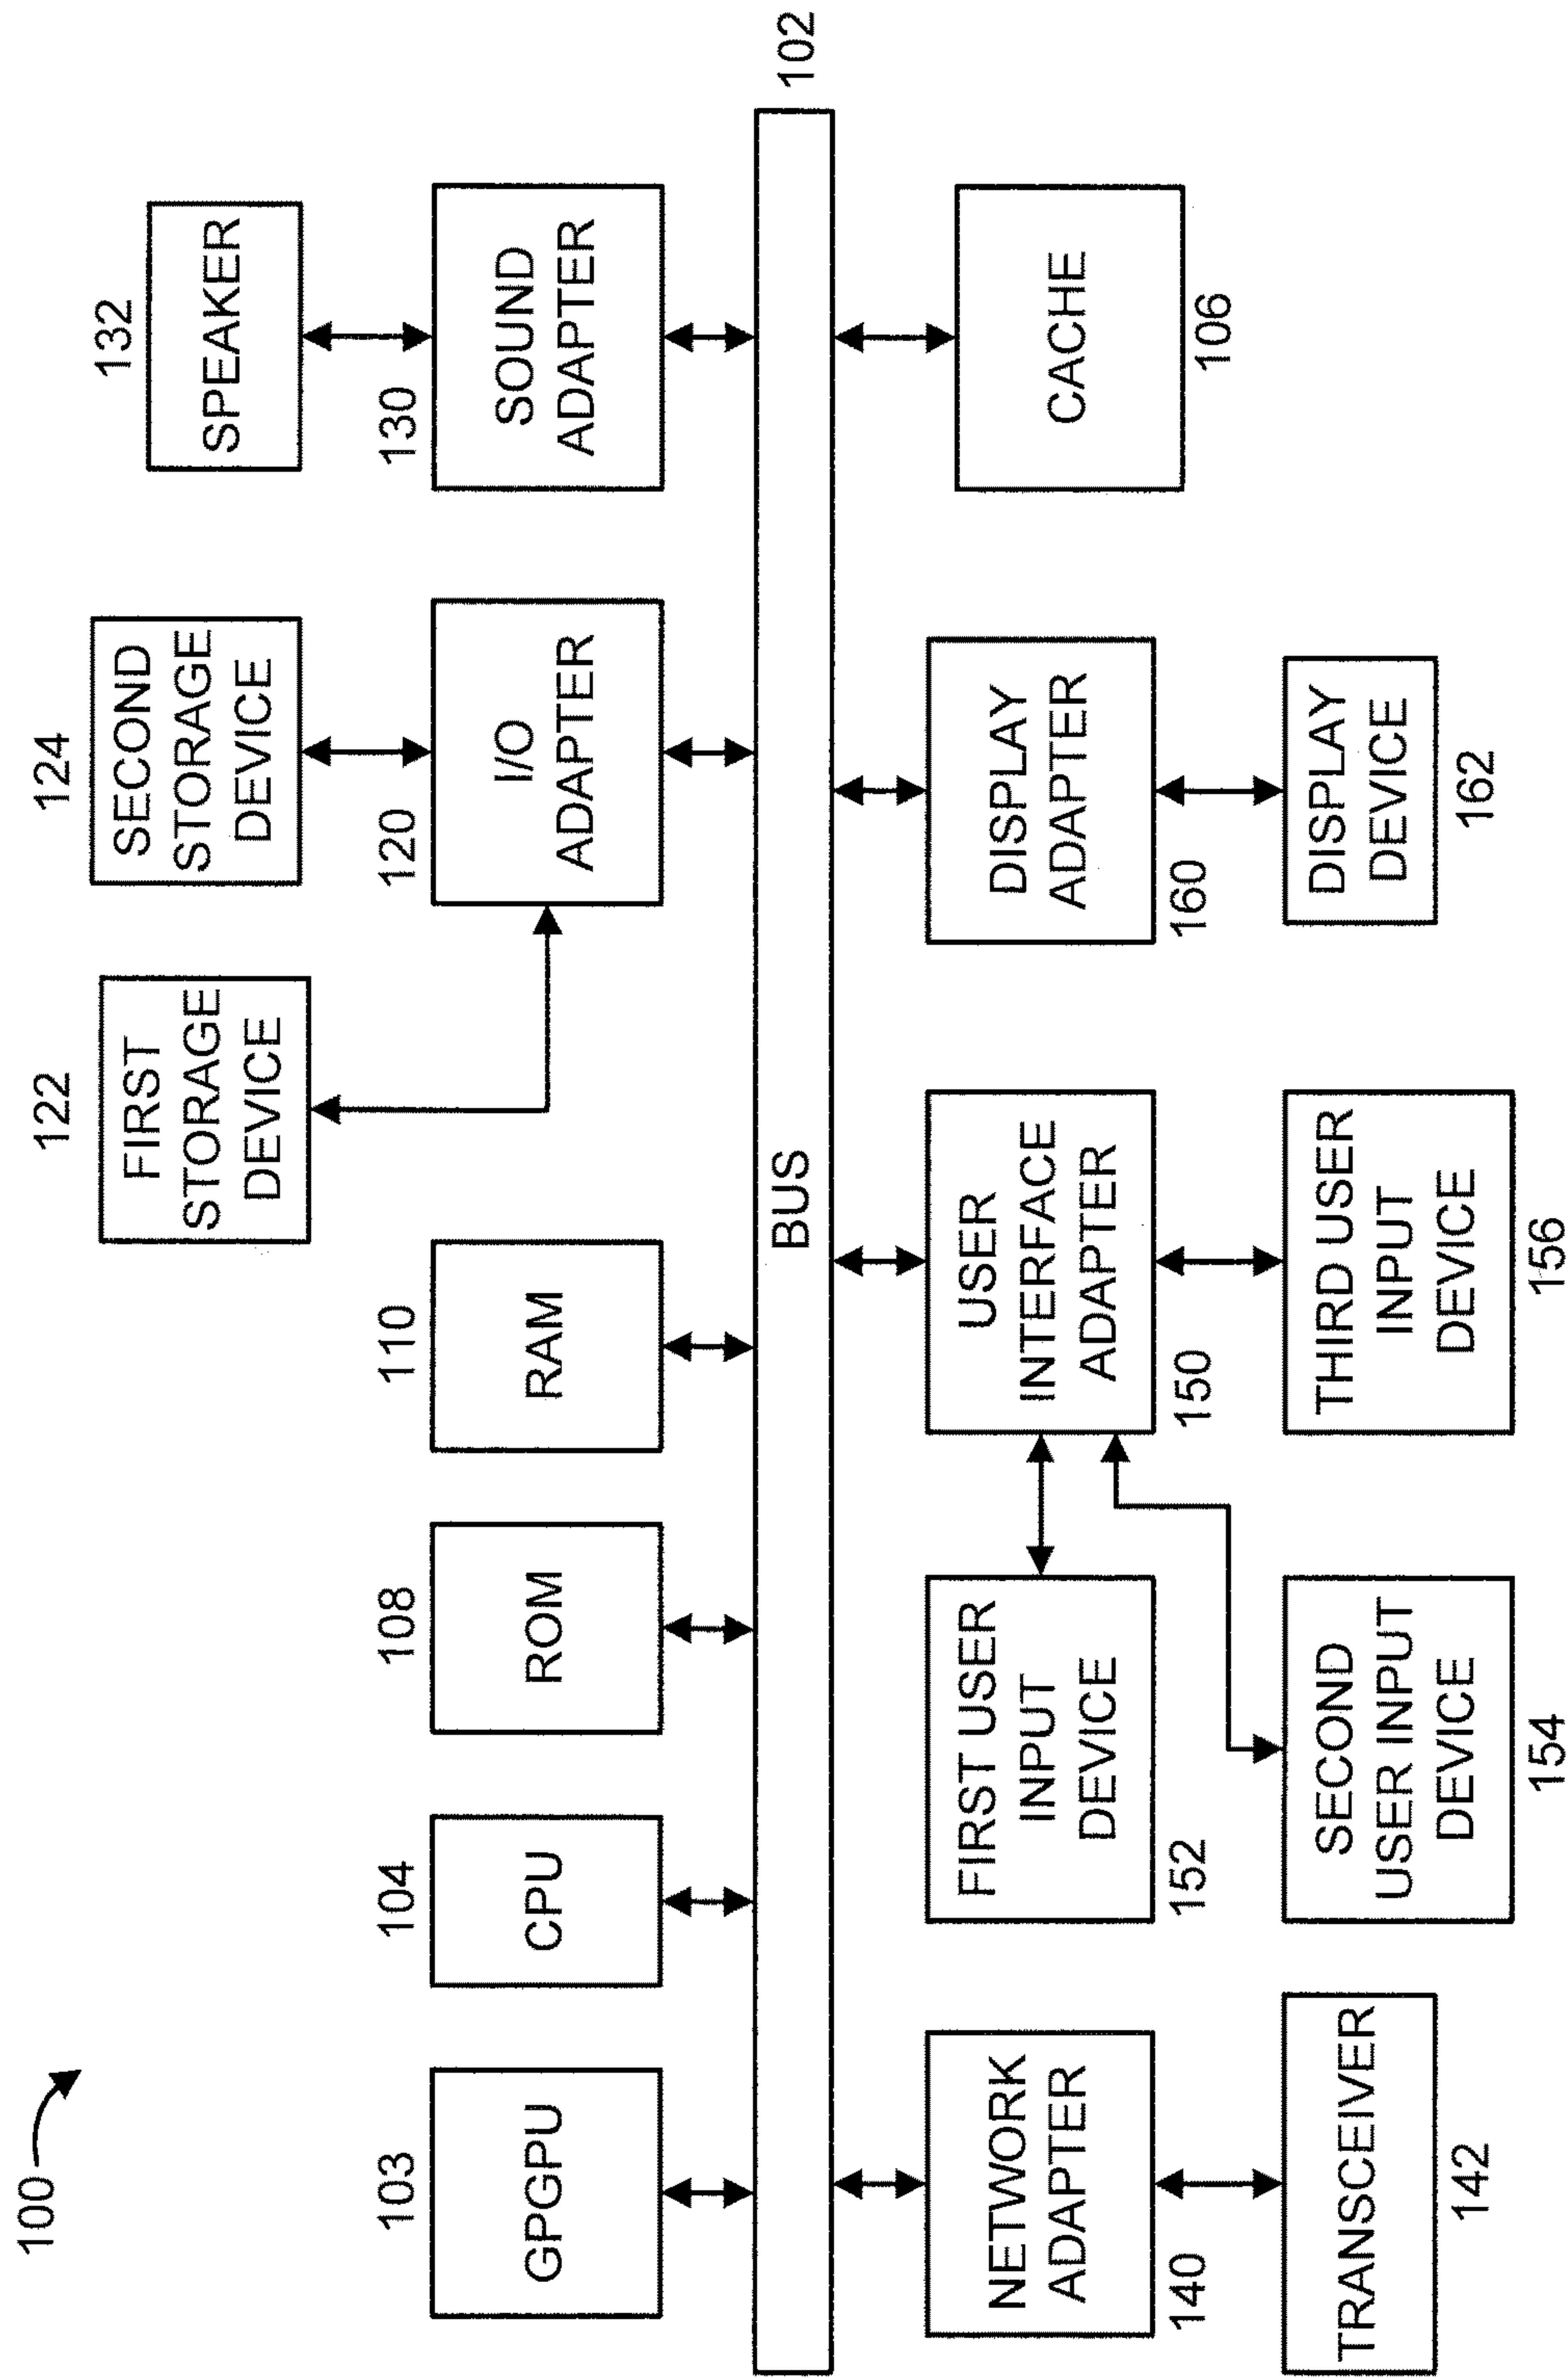 100
122
FIRST
STORAGE
DEVICE
124
SECOND
STORAGE
DEVICE
132
SPEAKER
103
GPGPU
104
CPU
108
ROM
110
RAM
120
I/O
ADAPTER
130
SOUND
ADAPTER
BUS
102
NETWORK
ADAPTER
140
FIRST USER
INPUT
DEVICE
152
USER
INTERFACE
ADAPTER
150
DISPLAY
ADAPTER
160
CACHE
106
TRANSCEIVER
142
SECOND
USER INPUT
DEVICE
154
THIRD USER
INPUT
DEVICE
156
DISPLAY
DEVICE
162